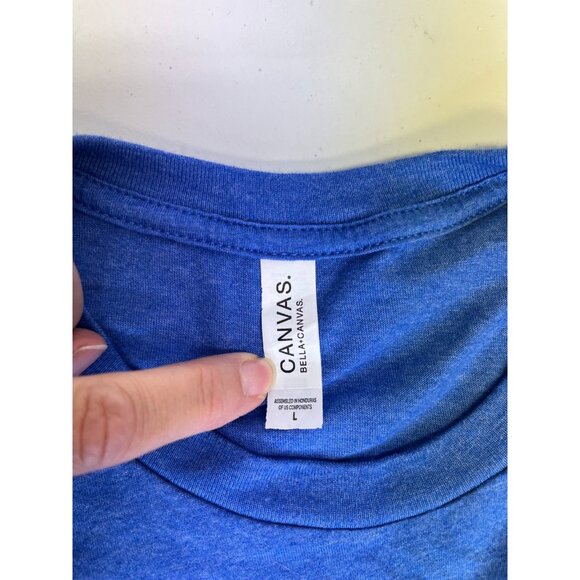 CANVAS.
BELLA+CANVAS.
ASSEMBLED IN HONDURAS
OF US COMPONENTS
L